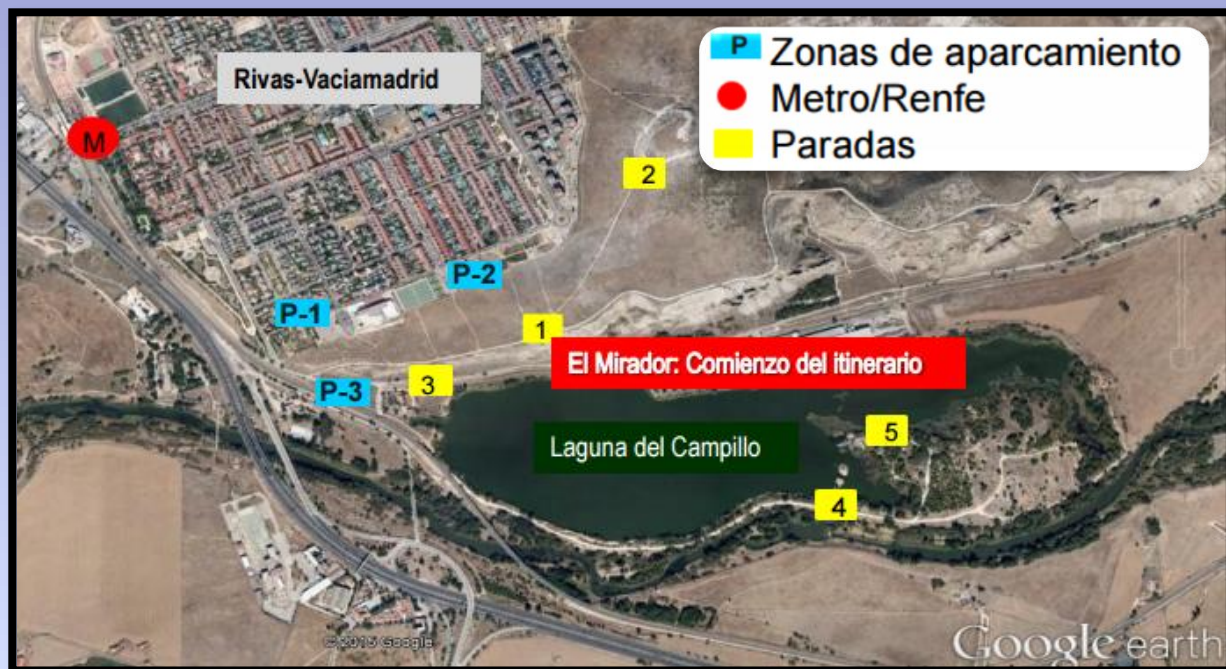 Rivas-Vaciamadrid
P Zonas de aparcamiento
M Metro/Renfe
Paradas
2
P-2
P-1
1
El Mirador: Comienzo del itinerario
3
P-3
5
Laguna del Campillo
4
© 2015 Google
Google earth